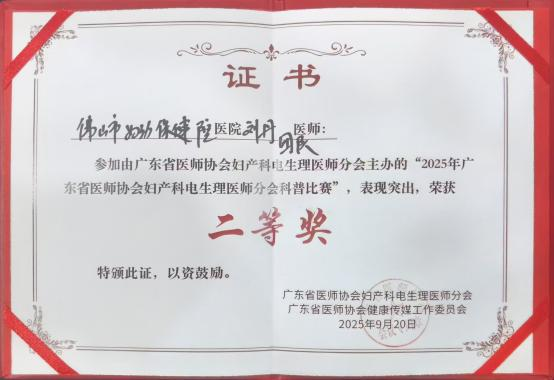 证书
佛山市妇幼保健院医院刘丹医师：
参加由广东省医师协会妇产科电生理医师分会主办的“2025年广
东省医师协会妇产科电生理医师分会科普比赛”，表现突出，荣获
二等奖
特颁此证，以资鼓励。
广东省医师协会妇产科电生理医师分会
广东省医师协会健康传媒工作委员会
2025年9月20日